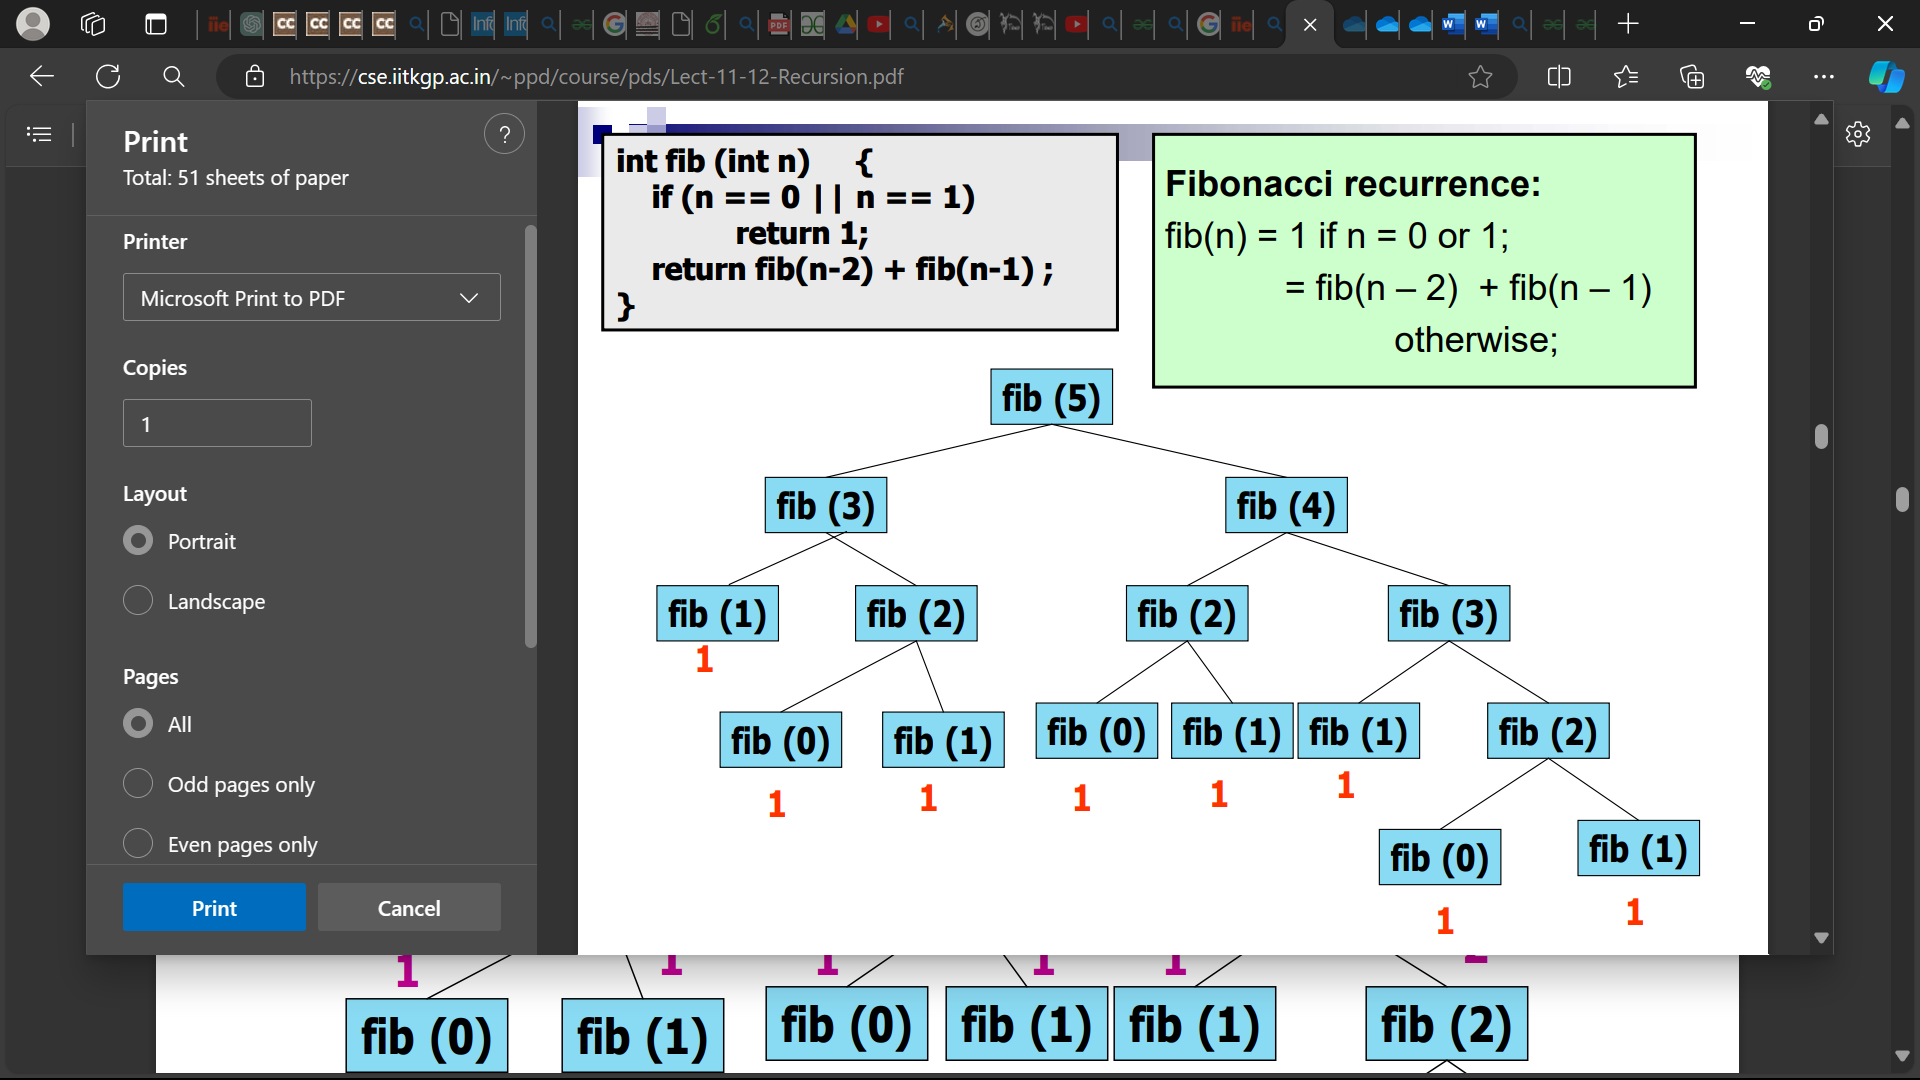 https://cse.iitkgp.ac.in/~ppd/course/pds/Lect-11-12-Recursion.pdf
Print
?
Total: 51 sheets of paper
Printer
Microsoft Print to PDF
Copies
1
Layout
Portrait
Landscape
Pages
All
Odd pages only
Even pages only
Print
Cancel
int fib (int n) {
if (n == 0 || n == 1)
return 1;
return fib(n-2) + fib(n-1) ;
}
Fibonacci recurrence:
fib(n) = 1 if n = 0 or 1;
= fib(n – 2) + fib(n – 1)
otherwise;
fib (5)
fib (3)
fib (4)
fib (1)
fib (2)
fib (2)
fib (3)
1
fib (0)
fib (1)
fib (0)
fib (1)
fib (1)
fib (2)
1
1
1
1
1
fib (0)
fib (1)
1
1
1
1
1
1
1
fib (0)
fib (1)
fib (0)
fib (1)
fib (1)
fib (2)